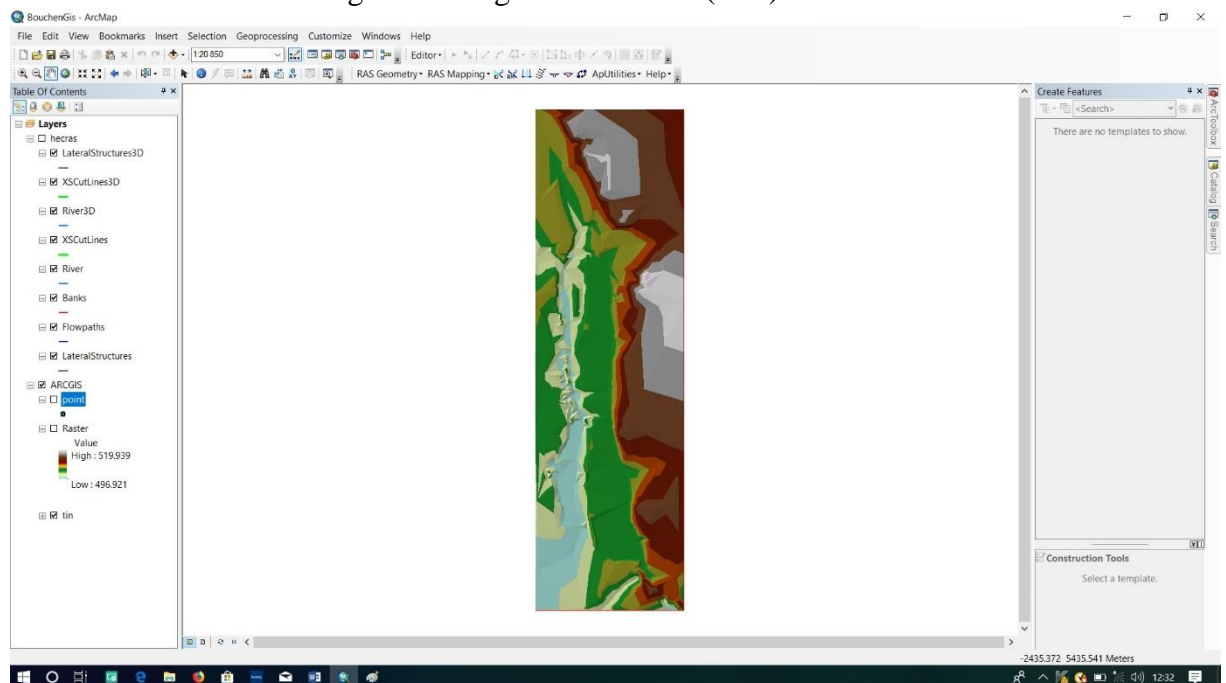 BouchenGis - ArcMap
File Edit View Bookmarks Insert Selection Geoprocessing Customize Windows Help
1:20 850
Editor
RAS Geometry RAS Mapping ApUtilities Help
Table Of Contents
Layers
hecras
LateralStructures3D
XSCutLines3D
River3D
XSCutLines
River
Banks
Flowpaths
LateralStructures
ARCGIS
point
Raster
Value
High : 519.939
Low : 496.921
tin
Create Features
<Search>
There are no templates to show.
Construction Tools
Select a template.
ArcToolbox
Catalog
Search
-2435.372 5435.541 Meters
12:32